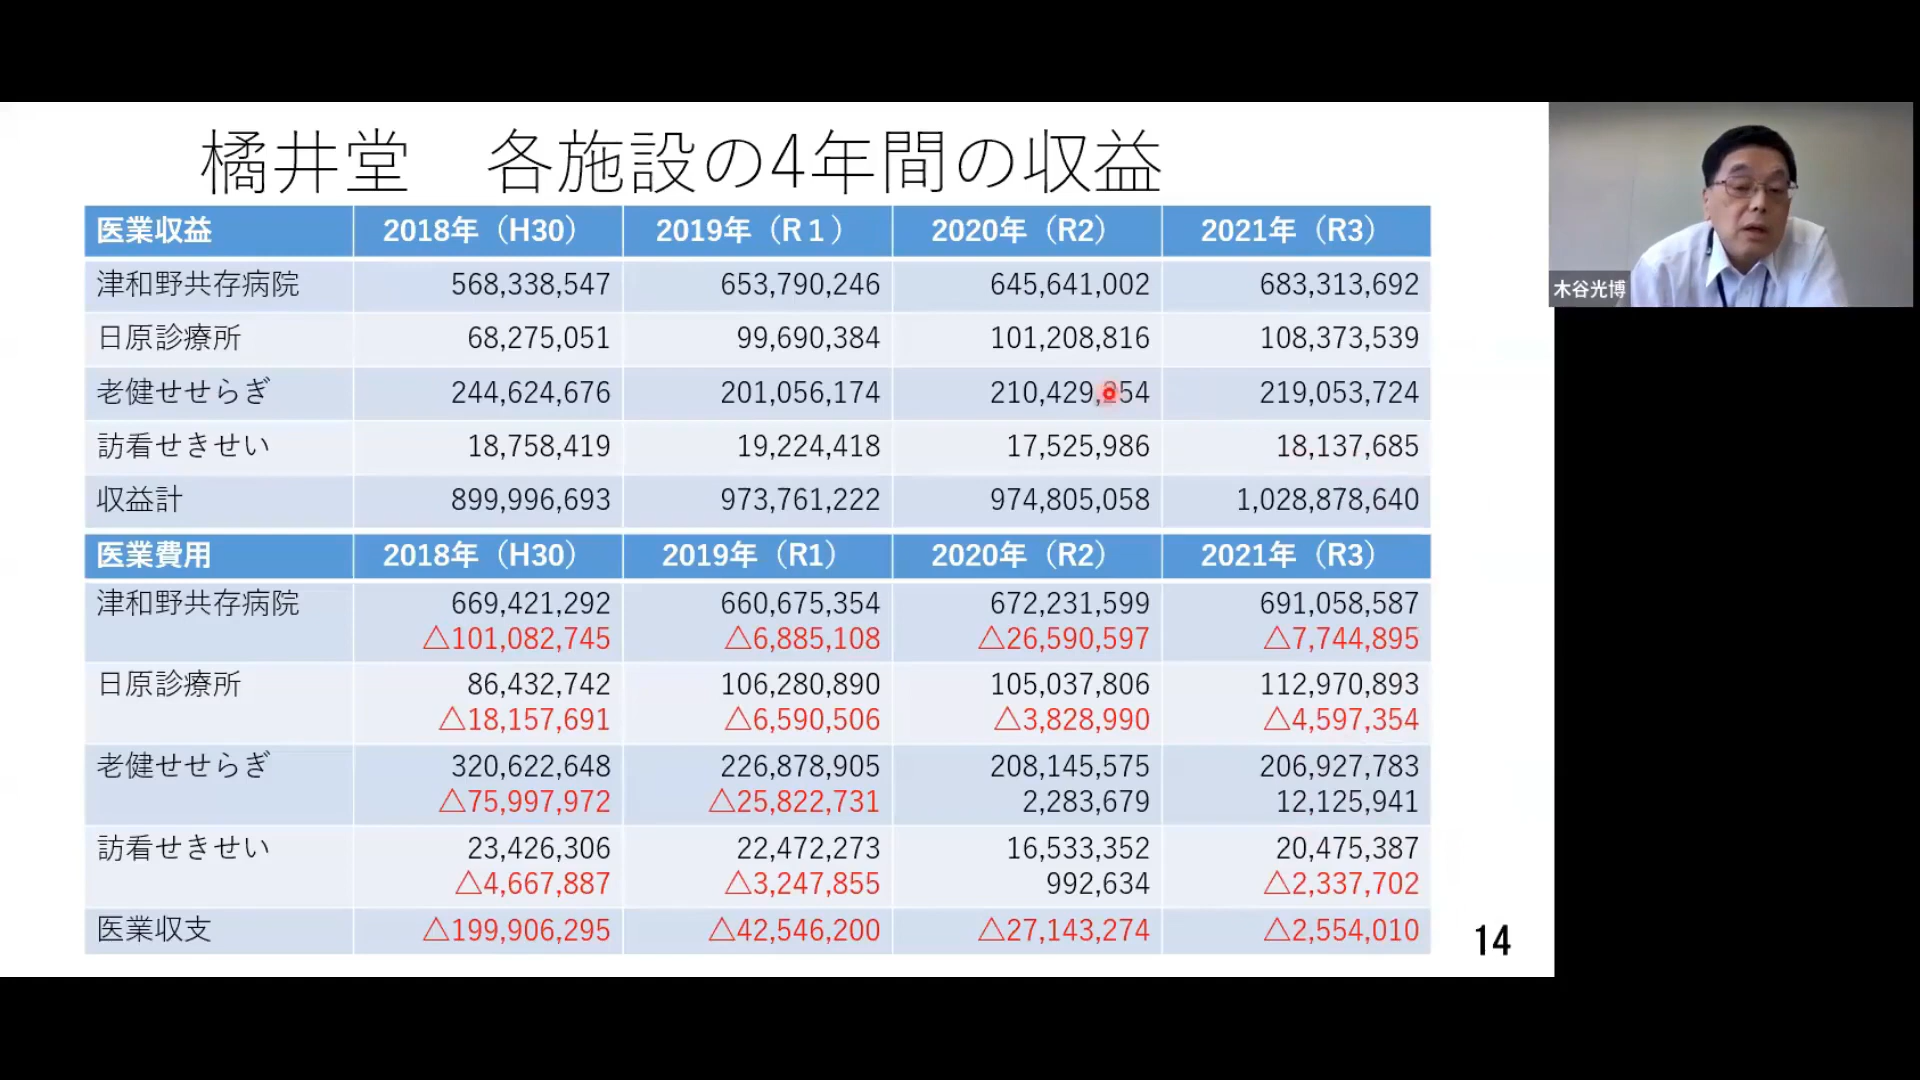 橘井堂　各施設の4年間の収益
医業収益 2018年（H30） 2019年（R１） 2020年（R2） 2021年（R3）
津和野共存病院 568,338,547 653,790,246 645,641,002 683,313,692
日原診療所 68,275,051 99,690,384 101,208,816 108,373,539
老健せせらぎ 244,624,676 201,056,174 210,429,254 219,053,724
訪看せきせい 18,758,419 19,224,418 17,525,986 18,137,685
収益計 899,996,693 973,761,222 974,805,058 1,028,878,640
医業費用 2018年（H30） 2019年（R1） 2020年（R2） 2021年（R3）
津和野共存病院 669,421,292 660,675,354 672,231,599 691,058,587
△101,082,745 △6,885,108 △26,590,597 △7,744,895
日原診療所 86,432,742 106,280,890 105,037,806 112,970,893
△18,157,691 △6,590,506 △3,828,990 △4,597,354
老健せせらぎ 320,622,648 226,878,905 208,145,575 206,927,783
△75,997,972 △25,822,731 2,283,679 12,125,941
訪看せきせい 23,426,306 22,472,273 16,533,352 20,475,387
△4,667,887 △3,247,855 992,634 △2,337,702
医業収支 △199,906,295 △42,546,200 △27,143,274 △2,554,010
14
木谷光博